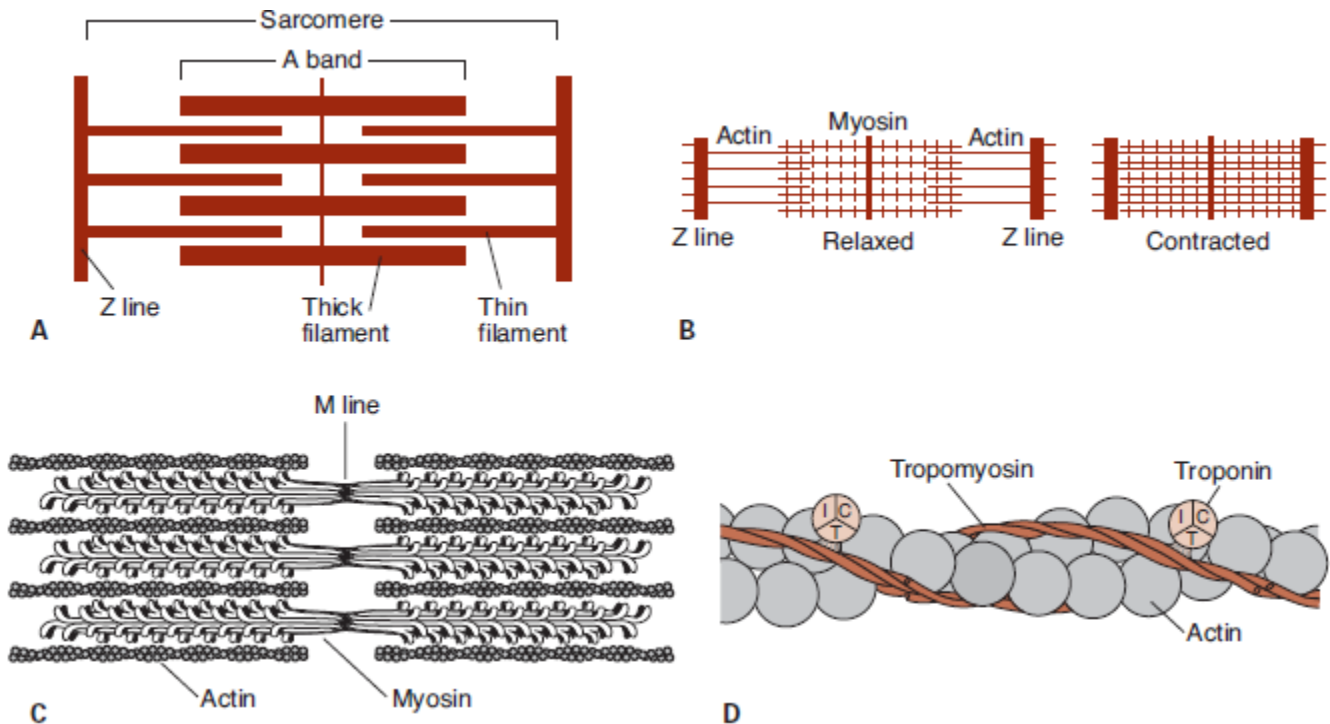 Sarcomere
A band
Z line
Thick
filament
Thin
filament
A
Actin
Myosin
Actin
Z line
Relaxed
Z line
Contracted
B
M line
Actin
Myosin
C
Tropomyosin
Troponin
I C
T
I C
T
Actin
D